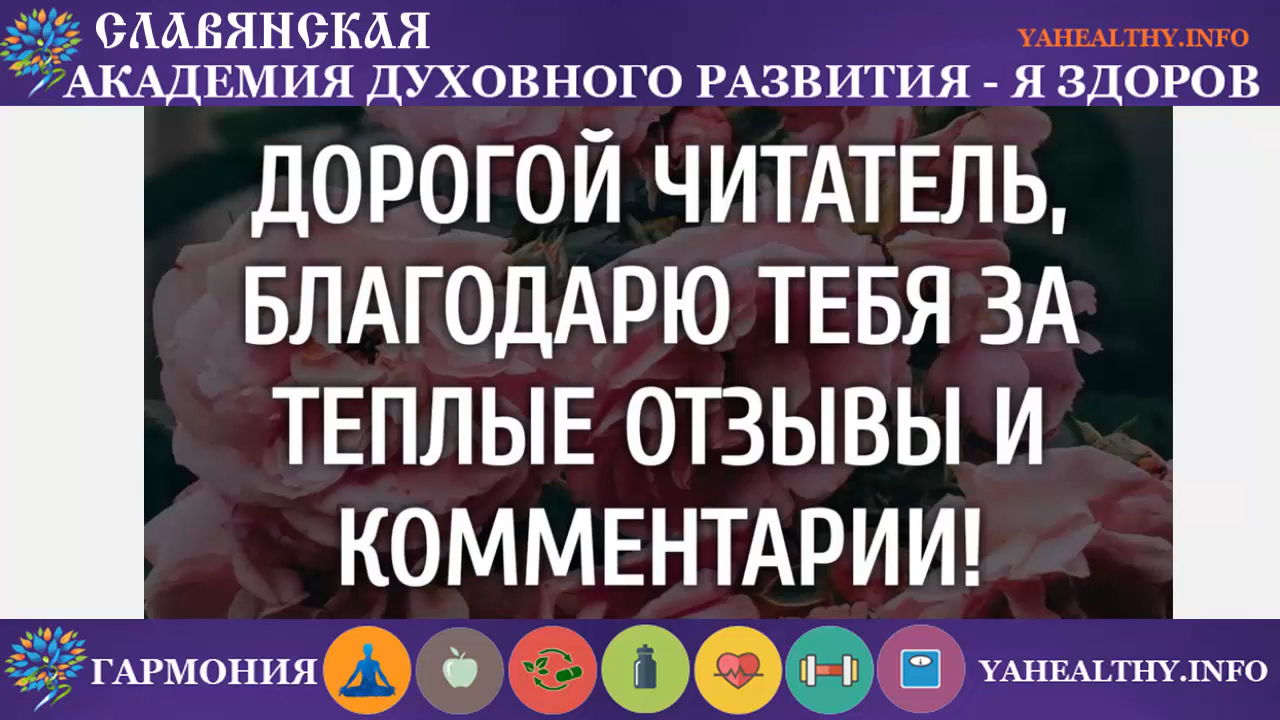 СЛАВЯНСКАЯ
YAHEALTHY.INFO
АКАДЕМИЯ ДУХОВНОГО РАЗВИТИЯ - Я ЗДОРОВ
ДОРОГОЙ ЧИТАТЕЛЬ,
БЛАГОДАРЮ ТЕБЯ ЗА
ТЕПЛЫЕ ОТЗЫВЫ И
КОММЕНТАРИИ!
ГАРМОНИЯ
YAHEALTHY.INFO